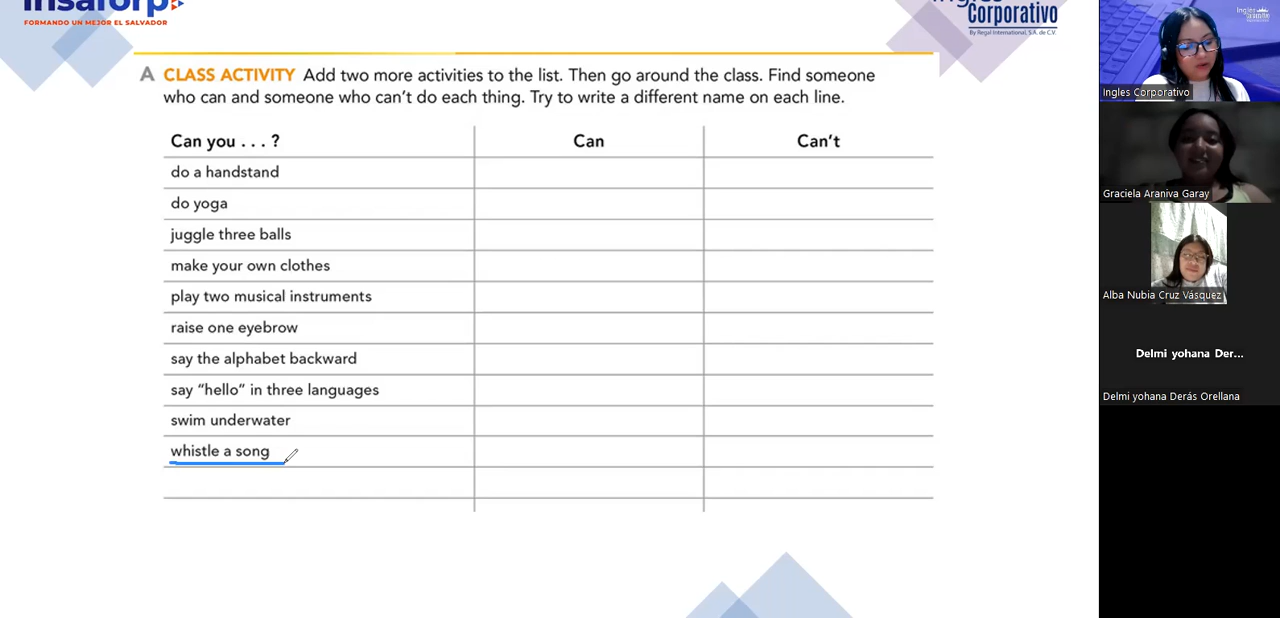 insaforp
FORMANDO UN MEJOR EL SALVADOR
Corporativo
By Regal International, S.A. de C.V.
A CLASS ACTIVITY Add two more activities to the list. Then go around the class. Find someone
who can and someone who can't do each thing. Try to write a different name on each line.
Can you . . . ? Can Can't
do a handstand
do yoga
juggle three balls
make your own clothes
play two musical instruments
raise one eyebrow
say the alphabet backward
say "hello" in three languages
swim underwater
whistle a song
Ingles Corporativo
Graciela Araniva Garay
Alba Nubia Cruz Vásquez
Delmi yohana Der...
Delmi yohana Derás Orellana